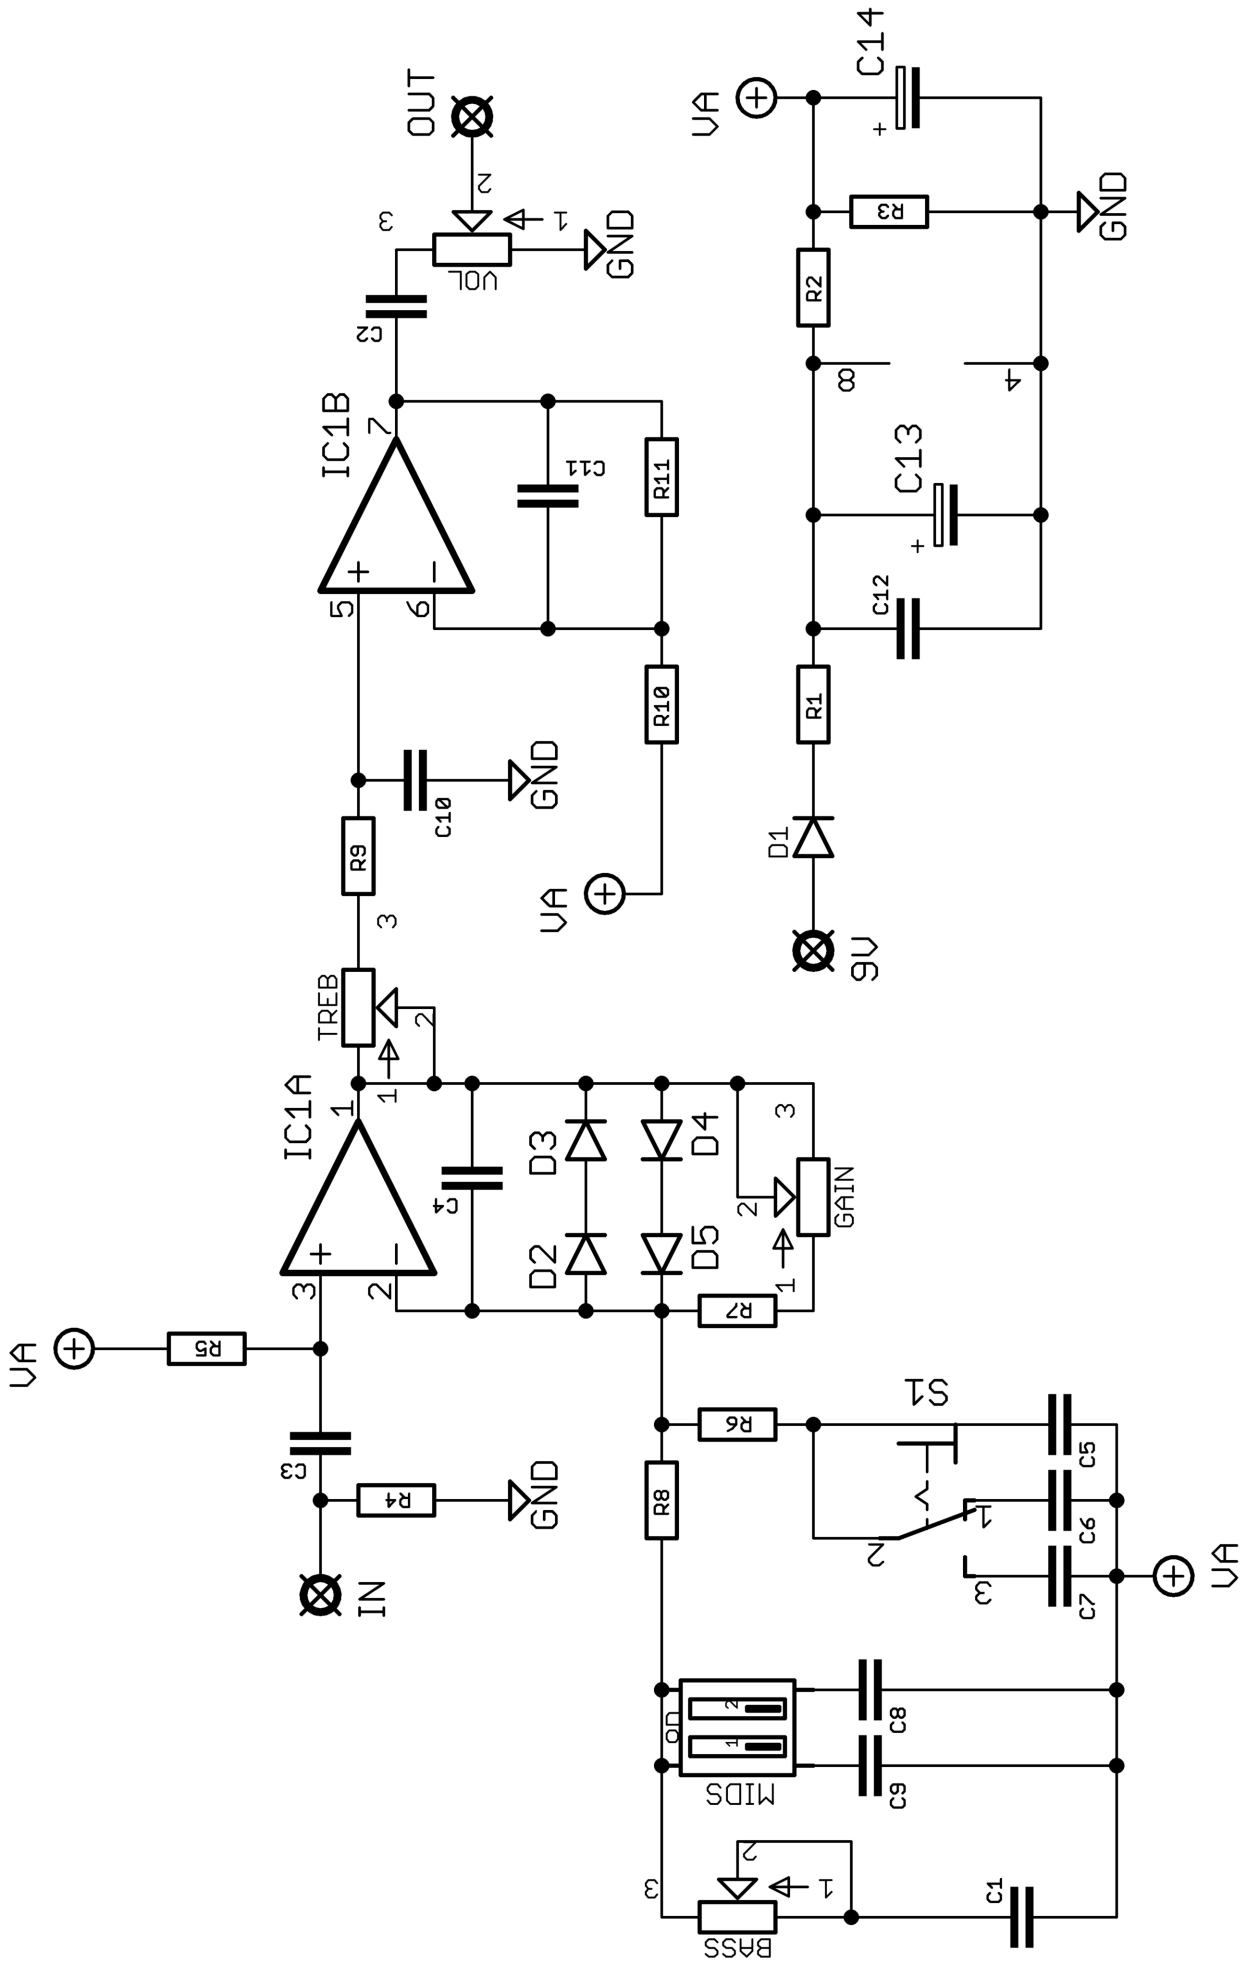 VA
R5
IN
C3
R4
GND
3
2
+
−
IC1A
1
C4
D2
D3
D5
D4
R7
1
2
3
GAIN
TREB
1
2
3
R9
C10
GND
5
6
+
−
IC1B
7
C11
R11
R10
VA
C2
3
VOL
1
2
OUT
GND
R8
R6
S1
2
1
3
C5
C6
C7
VA
MIDS
1
2
C8
C9
3
BASS
2
1
C1
9V
D1
R1
C12
+
C13
8
4
R2
R3
VA
+
C14
GND